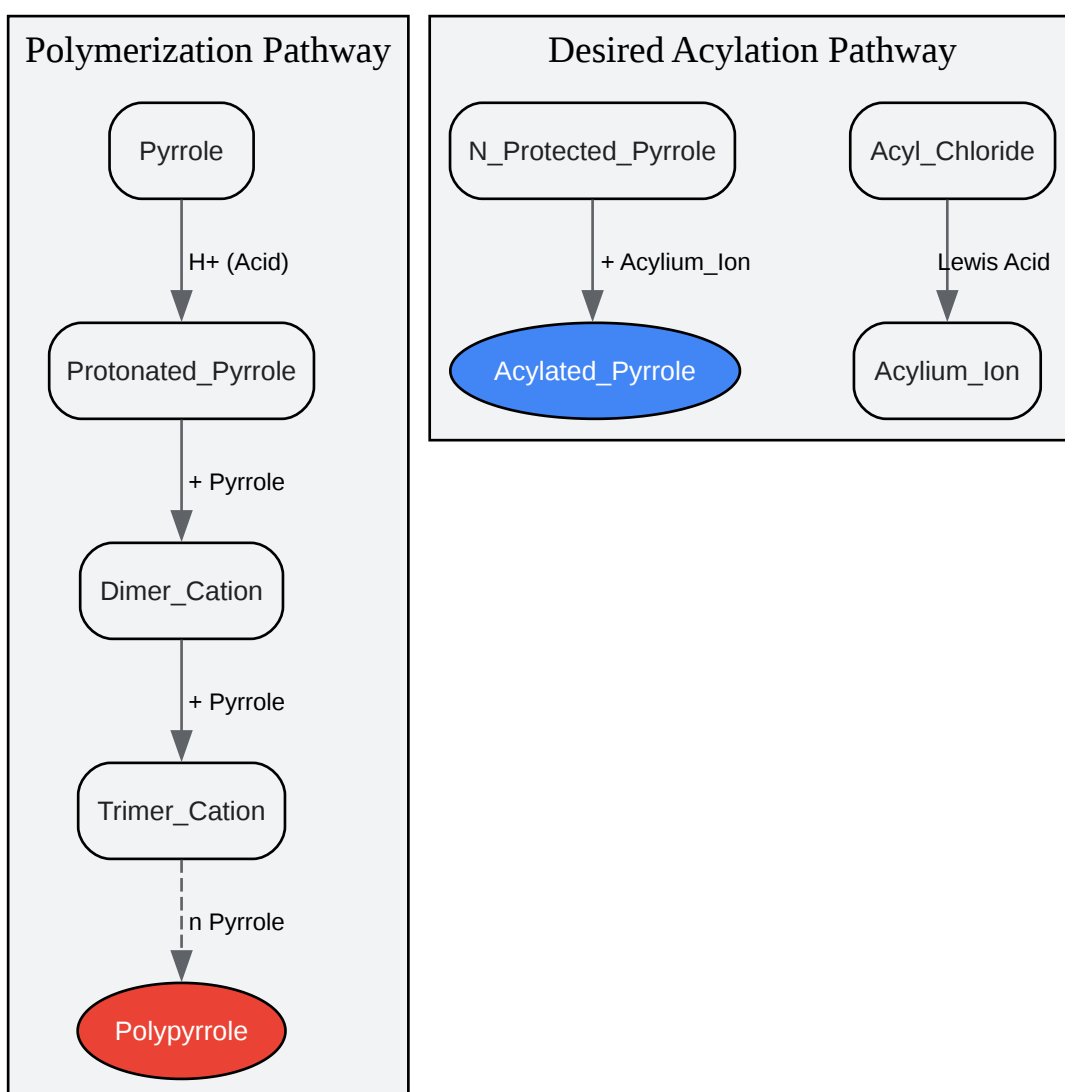 Polymerization Pathway
Pyrrole
H+ (Acid)
Protonated_Pyrrole
+ Pyrrole
Dimer_Cation
+ Pyrrole
Trimer_Cation
n Pyrrole
Polypyrrole
Desired Acylation Pathway
N_Protected_Pyrrole
+ Acylium_Ion
Acylated_Pyrrole
Acyl_Chloride
Lewis Acid
Acylium_Ion